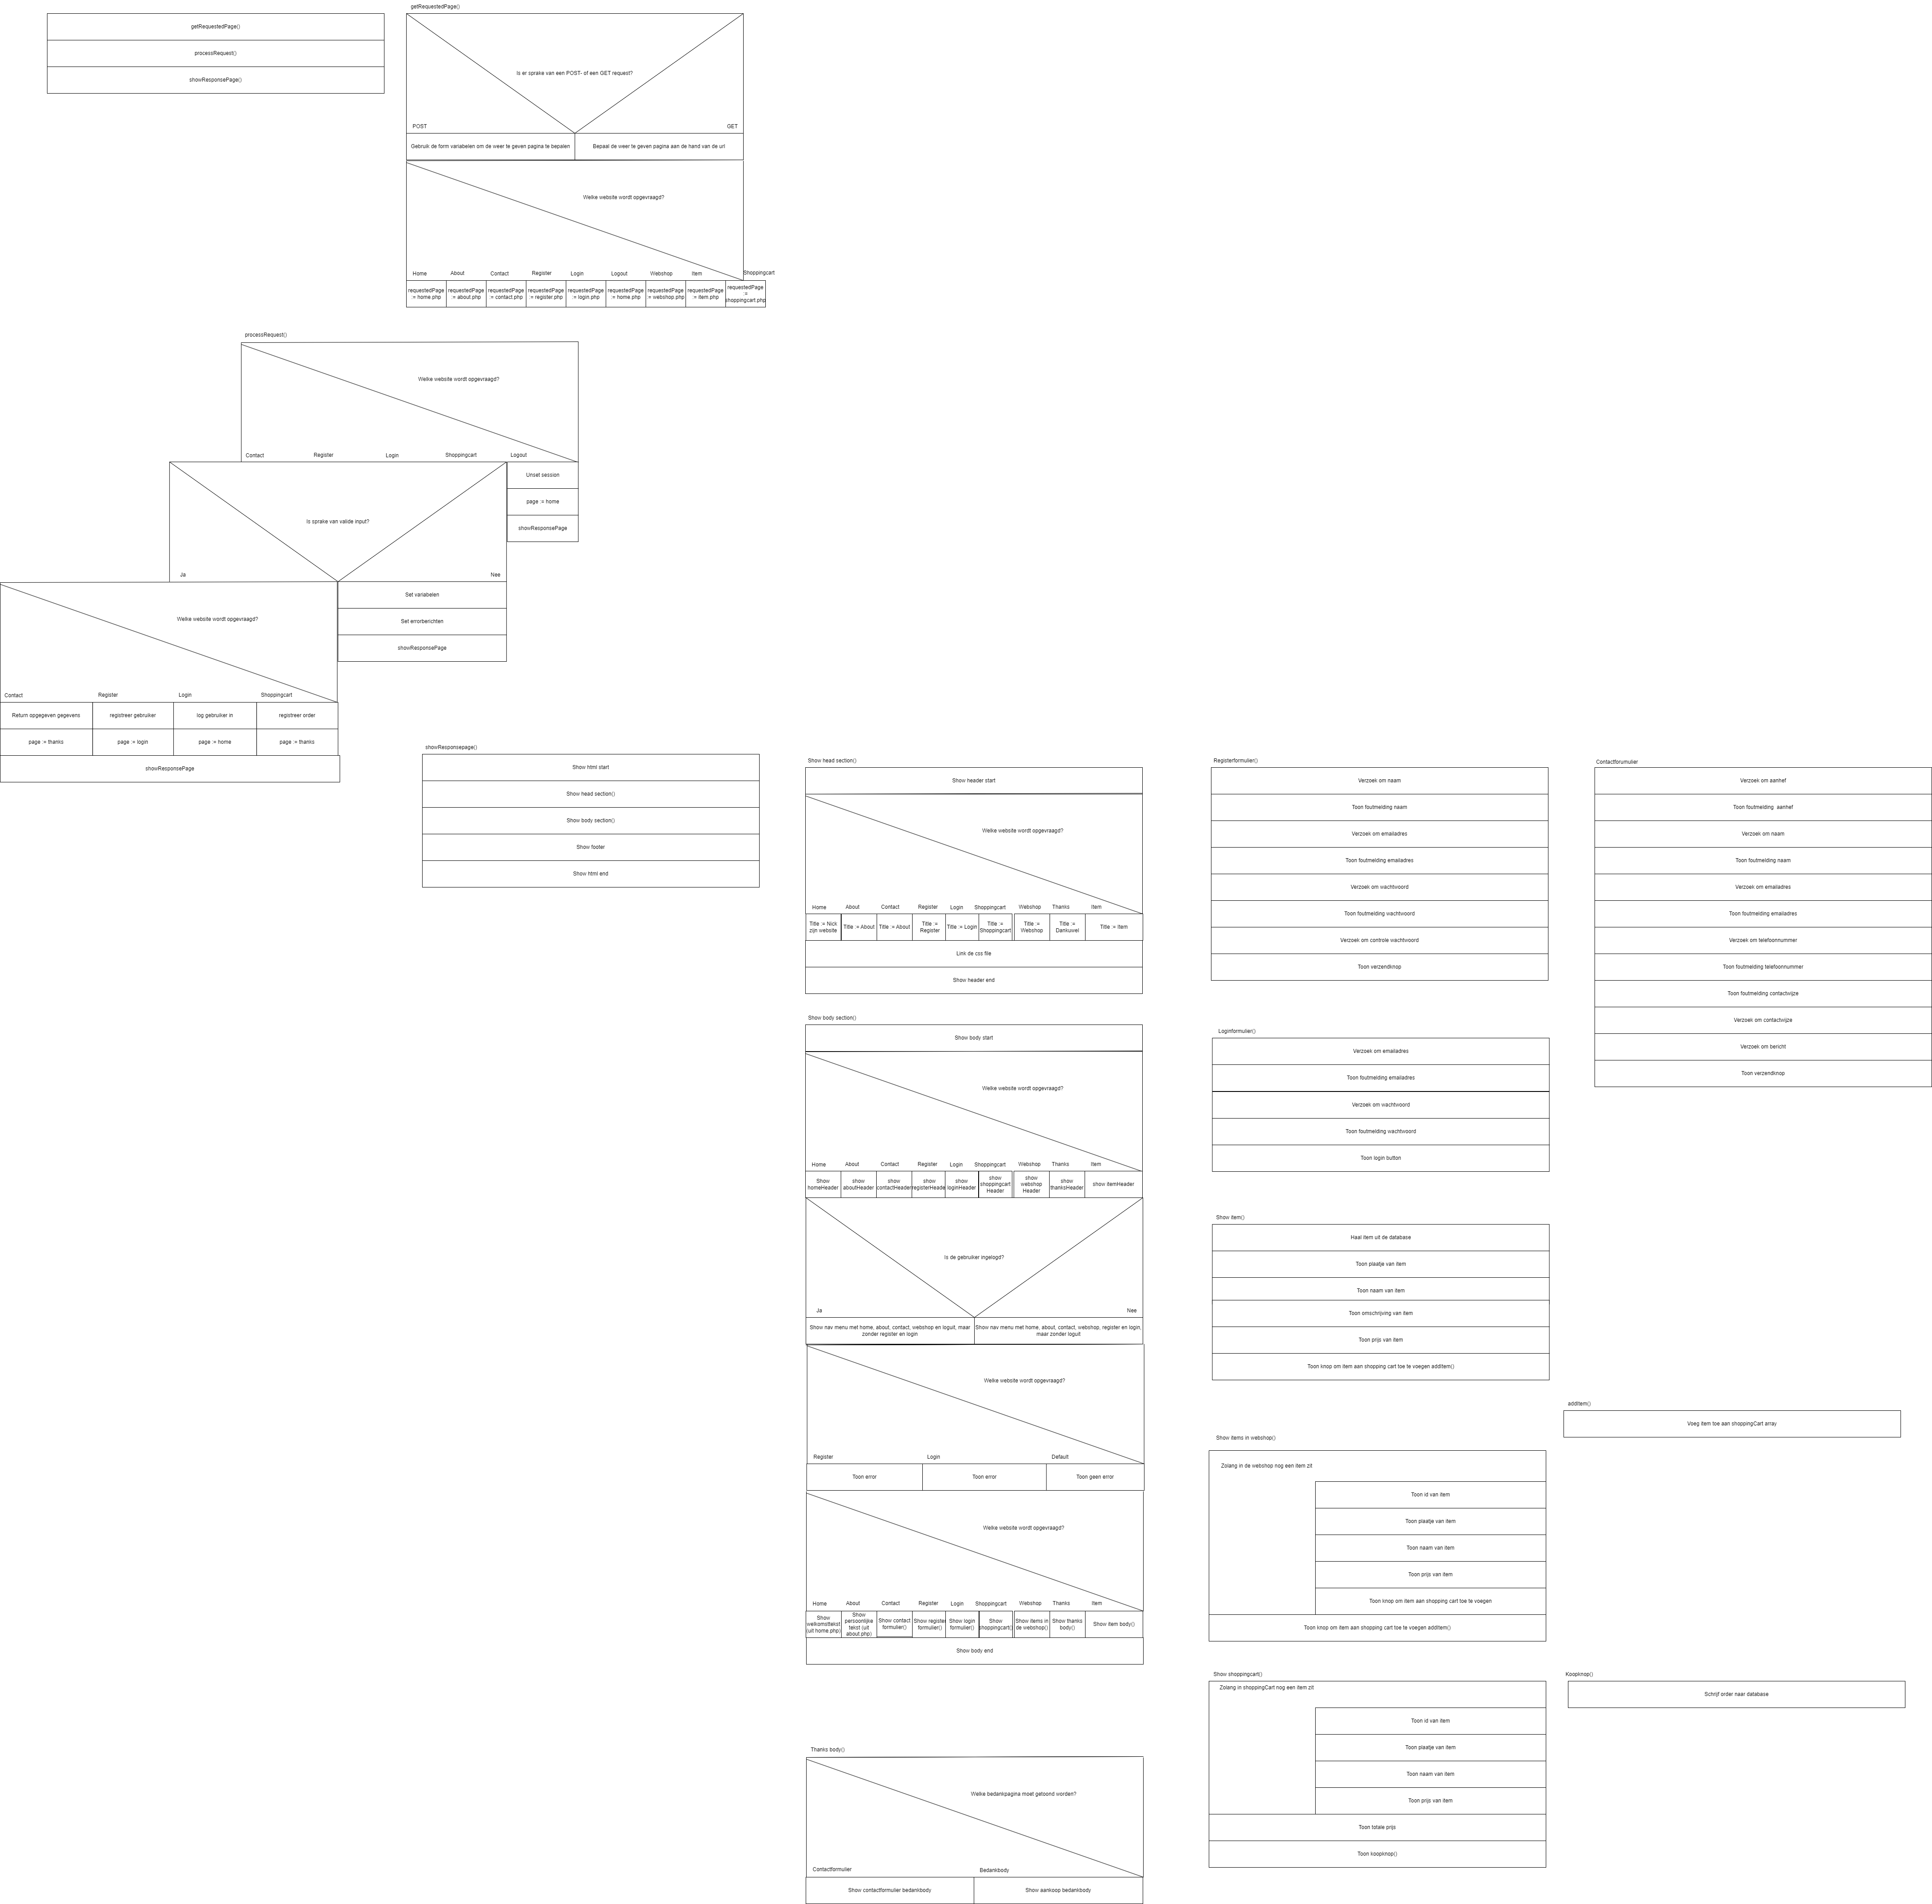 getRequestedPage()
processRequest()
showResponsePage()
getRequestedPage()
Is er sprake van een POST- of een GET request?
POST
GET
Gebruik de form variabelen om de weer te geven pagina te bepalen
Bepaal de weer te geven pagina aan de hand van de url
Welke website wordt opgevraagd?
Home
About
Contact
Register
Login
Logout
Webshop
Item
Shoppingcart
requestedPage
:= home.php
requestedPage
:= about.php
requestedPage
:= contact.php
requestedPage
:= register.php
requestedPage
:= login.php
requestedPage
:= home.php
requestedPage
:= webshop.php
requestedPage
:= item.php
requestedPage
:=
shoppingcart.php
processRequest()
Welke website wordt opgevraagd?
Contact
Register
Login
Shoppingcart
Logout
Unset session
page := home
showResponsePage
Is sprake van valide input?
Ja
Nee
Set variabelen
Set errorberichten
showResponsePage
Welke website wordt opgevraagd?
Contact
Register
Login
Shoppingcart
Return opgegeven gegevens
registreer gebruiker
log gebruiker in
registreer order
page := thanks
page := login
page := home
page := thanks
showResponsePage
showResponsepage()
Show html start
Show head section()
Show body section()
Show footer
Show html end
Show head section()
Show header start
Welke website wordt opgevraagd?
Home
About
Contact
Register
Login
Shoppingcart
Webshop
Thanks
Item
Title := Nick
zijn website
Title := About
Title := About
Title :=
Register
Title := Login
Title :=
Shoppingcart
Title :=
Webshop
Title :=
Dankuwel
Title := Item
Link de css file
Show header end
Show body section()
Show body start
Welke website wordt opgevraagd?
Home
About
Contact
Register
Login
Shoppingcart
Webshop
Thanks
Item
Show
homeHeader
show
aboutHeader
show
contactHeader
show
registerHeade
show
loginHeader
show
shoppingcart
Header
show
webshop
Header
show
thanksHeader
show itemHeader
Is de gebruiker ingelogd?
Ja
Nee
Show nav menu met home, about, contact, webshop en loguit, maar
zonder register en login
Show nav menu met home, about, contact, webshop, register en login,
maar zonder loguit
Welke website wordt opgevraagd?
Register
Login
Default
Toon error
Toon error
Toon geen error
Welke website wordt opgevraagd?
Home
About
Contact
Register
Login
Shoppingcart
Webshop
Thanks
Item
Show
welkomsttekst
(uit home.php)
Show
persoonlijke
tekst (uit
about.php)
Show contact
formulier()
Show register
formulier()
Show login
formulier()
Show
shoppingcart()
Show items in
de webshop()
Show thanks
body()
Show item body()
Show body end
Thanks body()
Welke bedankpagina moet getoond worden?
Contactformulier
Bedankbody
Show contactformulier bedankbody
Show aankoop bedankbody
Registerformulier()
Verzoek om naam
Toon foutmelding naam
Verzoek om emailadres
Toon foutmelding emailadres
Verzoek om wachtwoord
Toon foutmelding wachtwoord
Verzoek om controle wachtwoord
Toon verzendknop
Loginformulier()
Verzoek om emailadres
Toon foutmelding emailadres
Verzoek om wachtwoord
Toon foutmelding wachtwoord
Toon login button
Show item()
Haal item uit de database
Toon plaatje van item
Toon naam van item
Toon omschrijving van item
Toon prijs van item
Toon knop om item aan shopping cart toe te voegen addItem()
Show items in webshop()
Zolang in de webshop nog een item zit
Toon id van item
Toon plaatje van item
Toon naam van item
Toon prijs van item
Toon knop om item aan shopping cart toe te voegen
Toon knop om item aan shopping cart toe te voegen addItem()
Show shoppingcart()
Zolang in shoppingCart nog een item zit
Toon id van item
Toon plaatje van item
Toon naam van item
Toon prijs van item
Toon totale prijs
Toon koopknop()
Contactforumulier
Verzoek om aanhef
Toon foutmelding aanhef
Verzoek om naam
Toon foutmelding naam
Verzoek om emailadres
Toon foutmelding emailadres
Verzoek om telefoonnummer
Toon foutmelding telefoonnummer
Toon foutmelding contactwijze
Verzoek om contactwijze
Verzoek om bericht
Toon verzendknop
addItem()
Voeg item toe aan shoppingCart array
Koopknop()
Schrijf order naar database